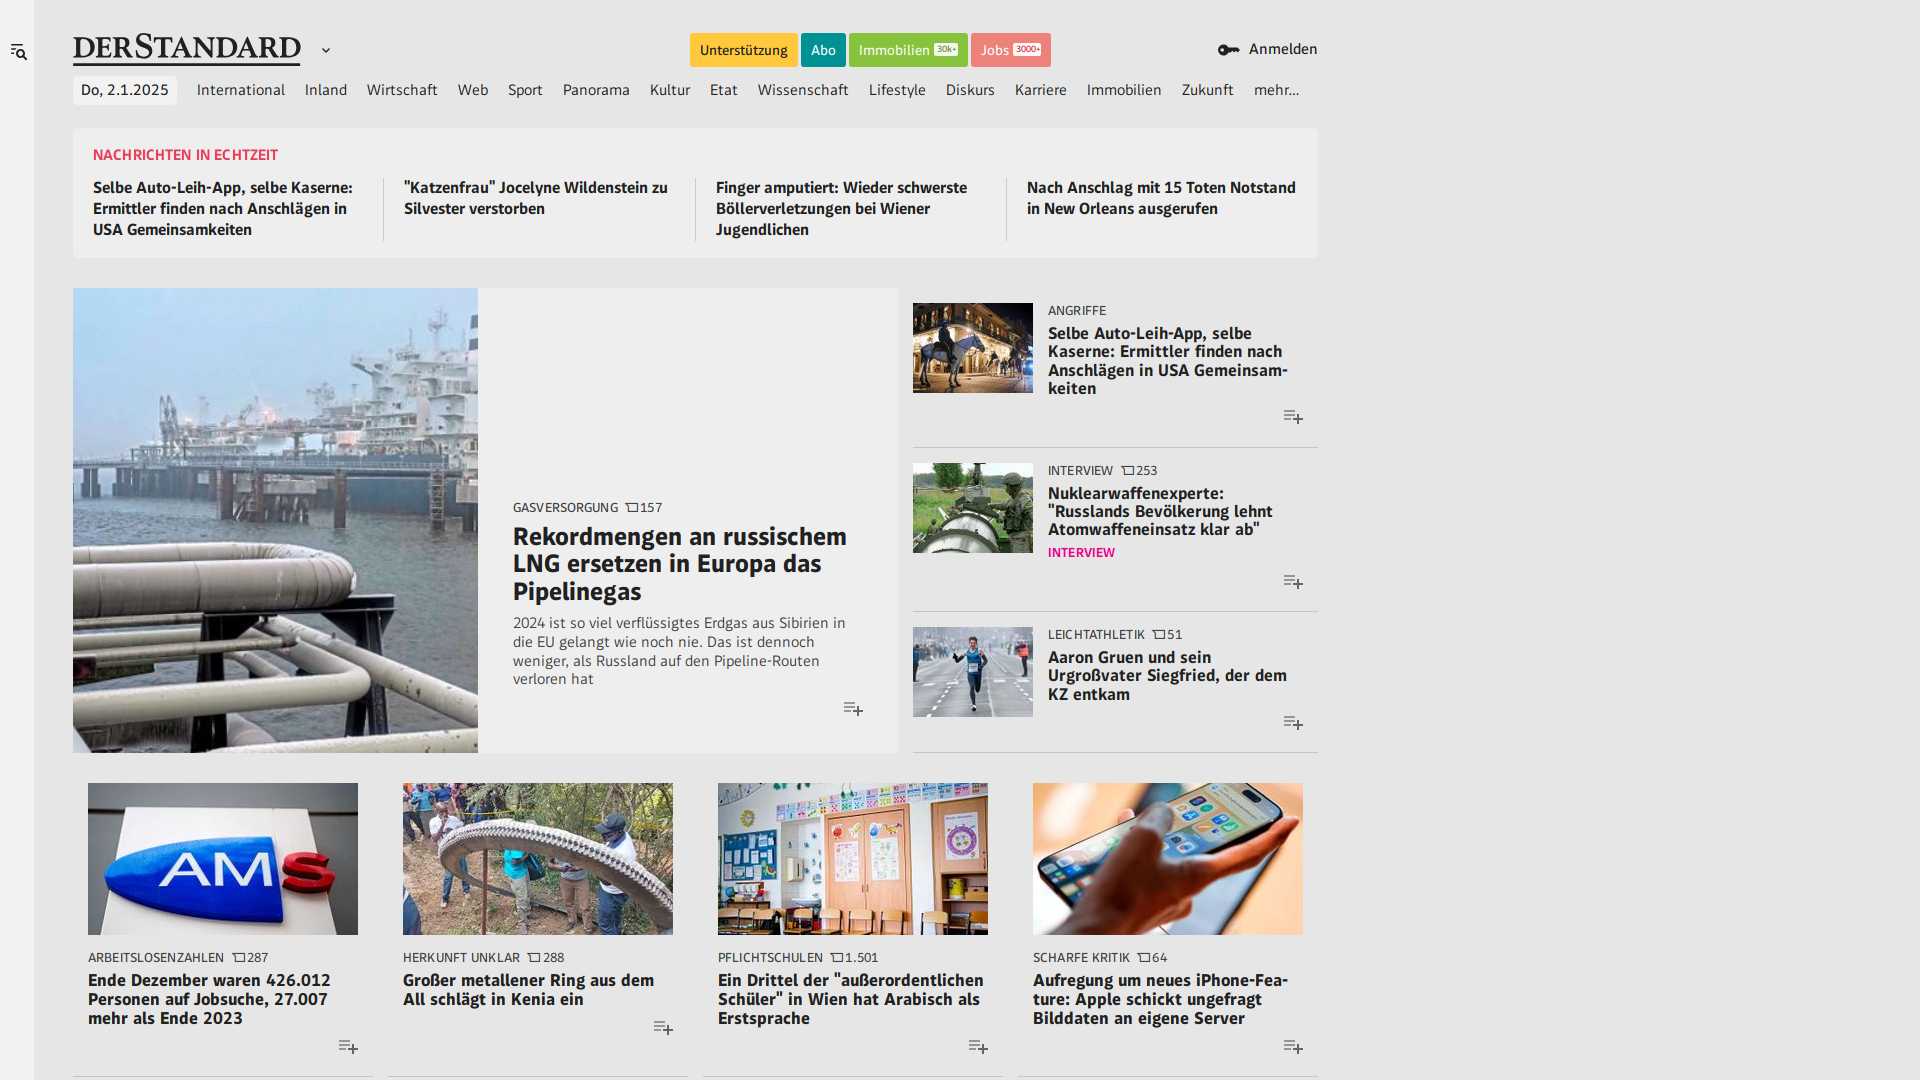 DERSTANDARD
Unterstützung
Abo
Immobilien 30k+
Jobs 3000+
Anmelden
Do, 2.1.2025
International
Inland
Wirtschaft
Web
Sport
Panorama
Kultur
Etat
Wissenschaft
Lifestyle
Diskurs
Karriere
Immobilien
Zukunft
mehr...
NACHRICHTEN IN ECHTZEIT
Selbe Auto-Leih-App, selbe Kaserne:
Ermittler finden nach Anschlägen in
USA Gemeinsamkeiten
"Katzenfrau" Jocelyne Wildenstein zu
Silvester verstorben
Finger amputiert: Wieder schwerste
Böllerverletzungen bei Wiener
Jugendlichen
Nach Anschlag mit 15 Toten Notstand
in New Orleans ausgerufen
GASVERSORGUNG 157
Rekordmengen an russischem
LNG ersetzen in Europa das
Pipelinegas
2024 ist so viel verflüssigtes Erdgas aus Sibirien in
die EU gelangt wie noch nie. Das ist dennoch
weniger, als Russland auf den Pipeline-Routen
verloren hat
ANGRIFFE
Selbe Auto-Leih-App, selbe
Kaserne: Ermittler finden nach
Anschlägen in USA Gemeinsam-
keiten
INTERVIEW 253
Nuklearwaffenexperte:
"Russlands Bevölkerung lehnt
Atomwaffeneinsatz klar ab"
INTERVIEW
LEICHTATHLETIK 51
Aaron Gruen und sein
Urgroßvater Siegfried, der dem
KZ entkam
AMS
ARBEITSLOSENZAHLEN 287
Ende Dezember waren 426.012
Personen auf Jobsuche, 27.007
mehr als Ende 2023
HERKUNFT UNKLAR 288
Großer metallener Ring aus dem
All schlägt in Kenia ein
PFLICHTSCHULEN 1.501
Ein Drittel der "außerordentlichen
Schüler" in Wien hat Arabisch als
Erstsprache
SCHARFE KRITIK 64
Aufregung um neues iPhone-Fea-
ture: Apple schickt ungefragt
Bilddaten an eigene Server